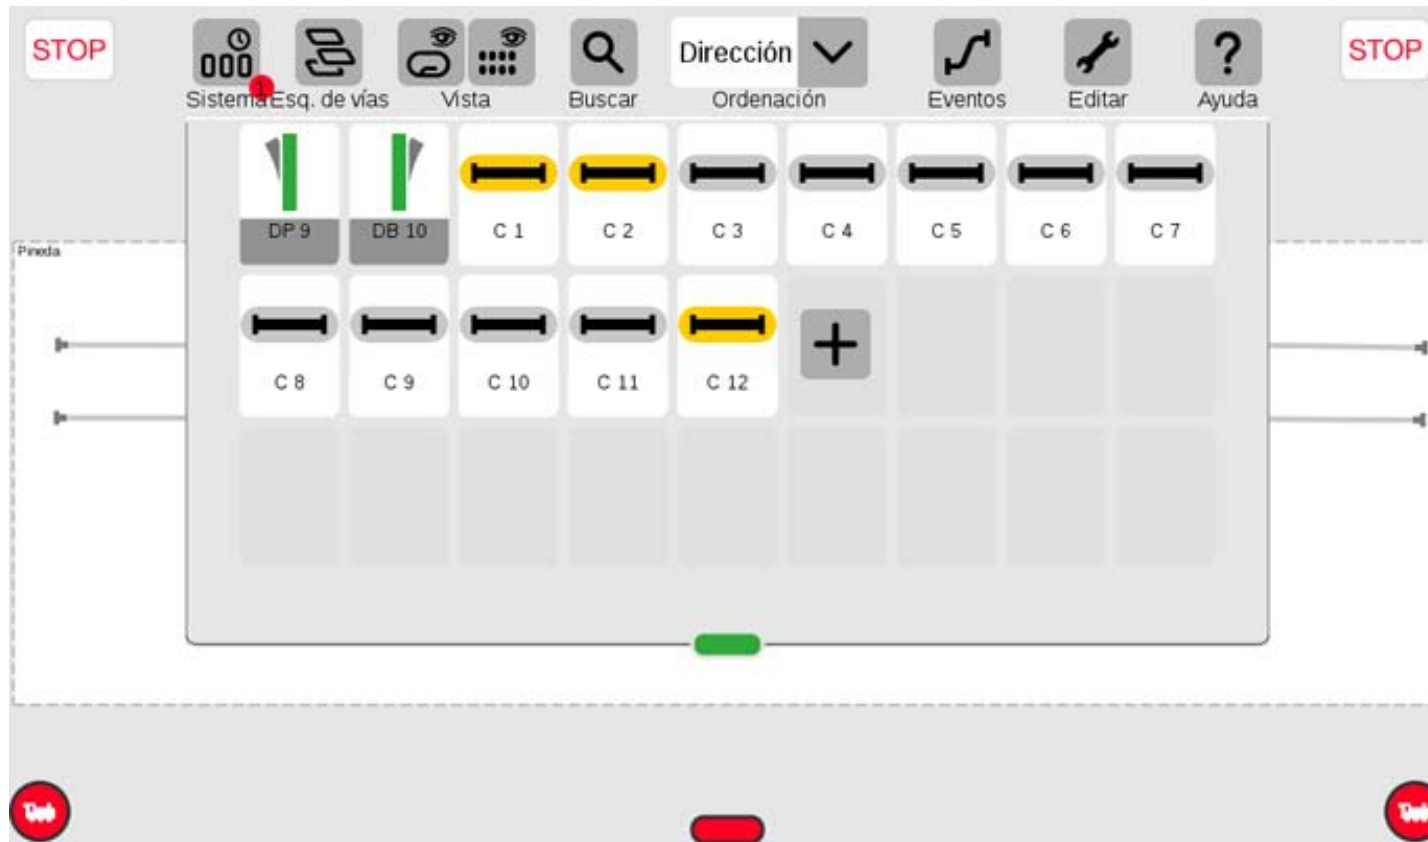 STOP
Dirección
STOP
1
Sistema Esq. de vías Vista Buscar Ordenación Eventos Editar Ayuda
DP 9 DB 10 C 1 C 2 C 3 C 4 C 5 C 6 C 7
Pineda
C 8 C 9 C 10 C 11 C 12